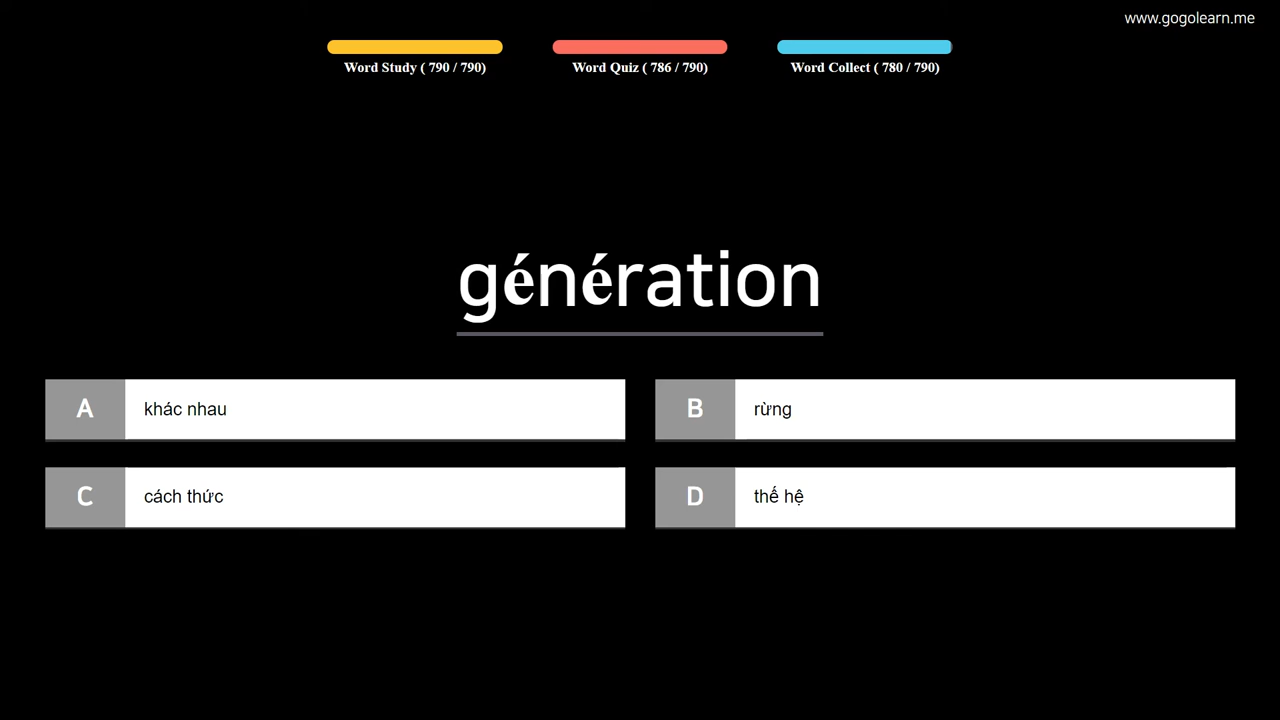 www.gogolearn.me
Word Study ( 790 / 790)
Word Quiz ( 786 / 790)
Word Collect ( 780 / 790)
génération
A khác nhau
B rừng
C cách thức
D thế hệ